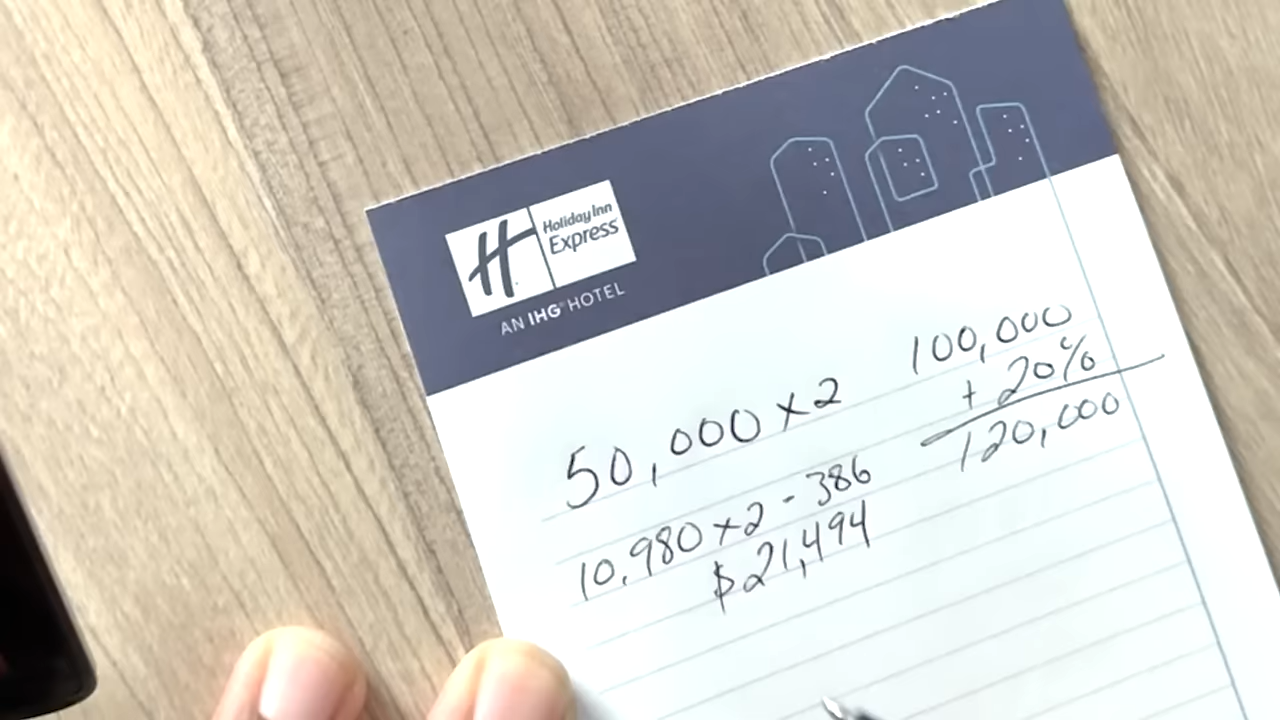 Holiday Inn
Express
AN IHG® HOTEL
50,000 x 2
10,980 x 2 - 386
$21,494
100,000
+ 20%
120,000